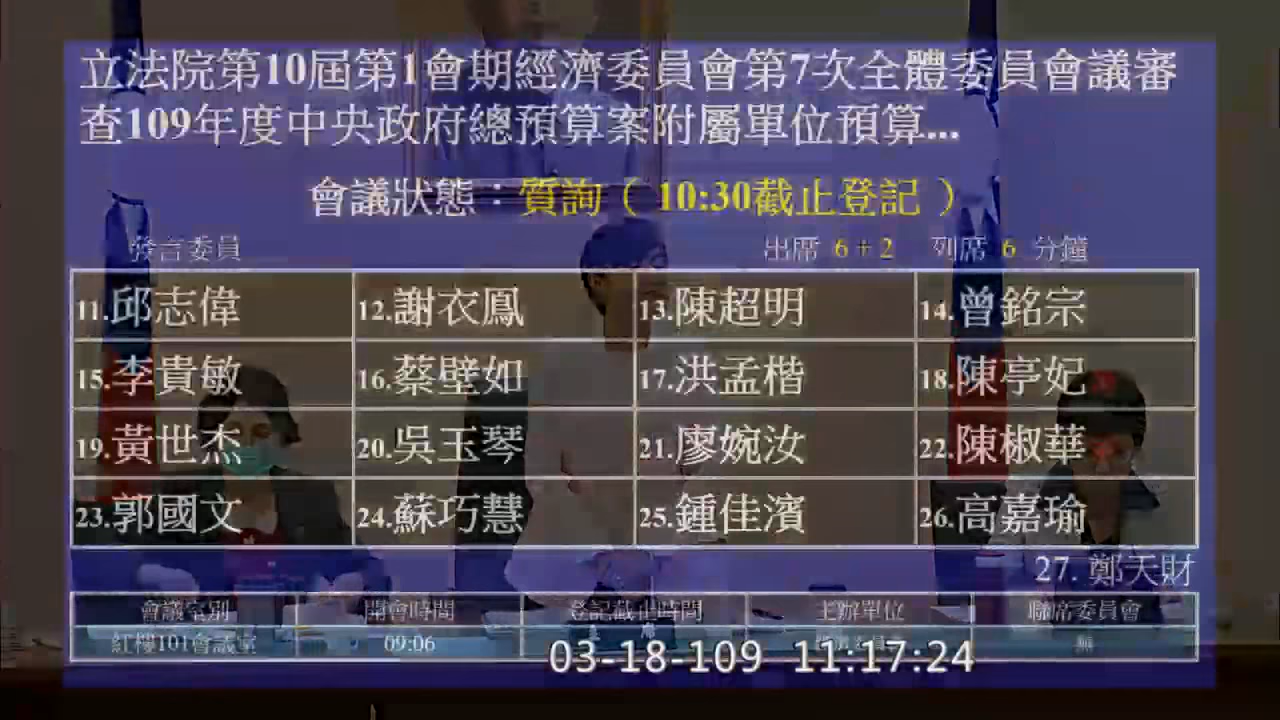 立法院第10屆第1會期經濟委員會第7次全體委員會議審
查109年度中央政府總預算案附屬單位預算...
會議狀態：質詢（ 10:30截止登記 ）
發言委員 出席 6 + 2 列席 6 分鐘
11.邱志偉 12.謝衣鳳 13.陳超明 14.曾銘宗
15.李貴敏 16.蔡壁如 17.洪孟楷 18.陳亭妃
19.黃世杰 20.吳玉琴 21.廖婉汝 22.陳椒華
23.郭國文 24.蘇巧慧 25.鍾佳濱 26.高嘉瑜
27. 鄭天財
會議室別 開會時間 登記截止時間 主辦單位 聯席委員會
紅樓101會議室 09:06
03-18-109 11:17:24